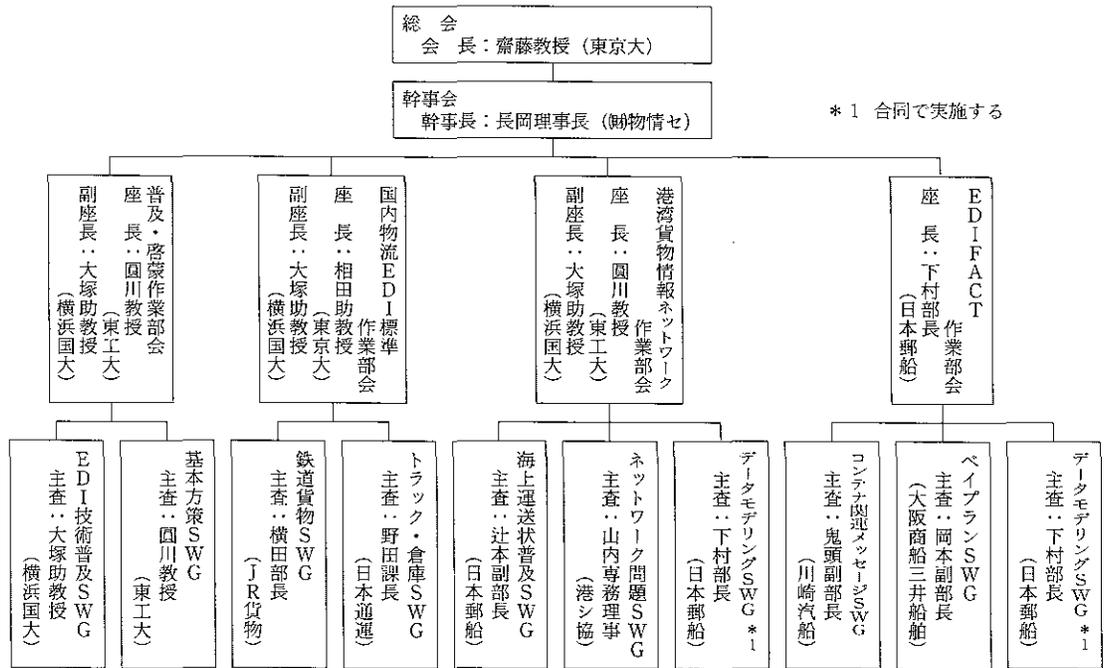 総　会
会　長：齋藤教授（東京大）
幹事会
幹事長：長岡理事長（㈶物情セ）
＊1　合同で実施する
EDIFACT
作業部会
座　長：下村部長
（日本郵船）
港湾貨物情報ネットワーク
作業部会
座　長：圓川教授
（東工大）
副座長：大塚助教授
（横浜国大）
国内物流EDI標準
作業部会
座　長：相田助教授
（東京大）
副座長：大塚助教授
（横浜国大）
普及・啓蒙作業部会
座　長：圓川教授
（東工大）
副座長：大塚助教授
（横浜国大）
データモデリングSWG＊1
主査：下村部長
（日本郵船）
ベイプランSWG
主査：岡本副部長
（大阪商船三井船舶）
コンテナ関連メッセージSWG
主査：鬼頭副部長
（川崎汽船）
データモデリングSWG＊1
主査：下村部長
（日本郵船）
ネットワーク問題SWG
主査：山内専務理事
（港シ協）
海上運送状普及SWG
主査：辻本副部長
（日本郵船）
トラック・倉庫SWG
主査：野田課長
（日本通運）
鉄道貨物SWG
主査：横田部長
（JR貨物）
基本方策SWG
主査：圓川教授
（東工大）
EDI技術普及SWG
主査：大塚助教授
（横浜国大）